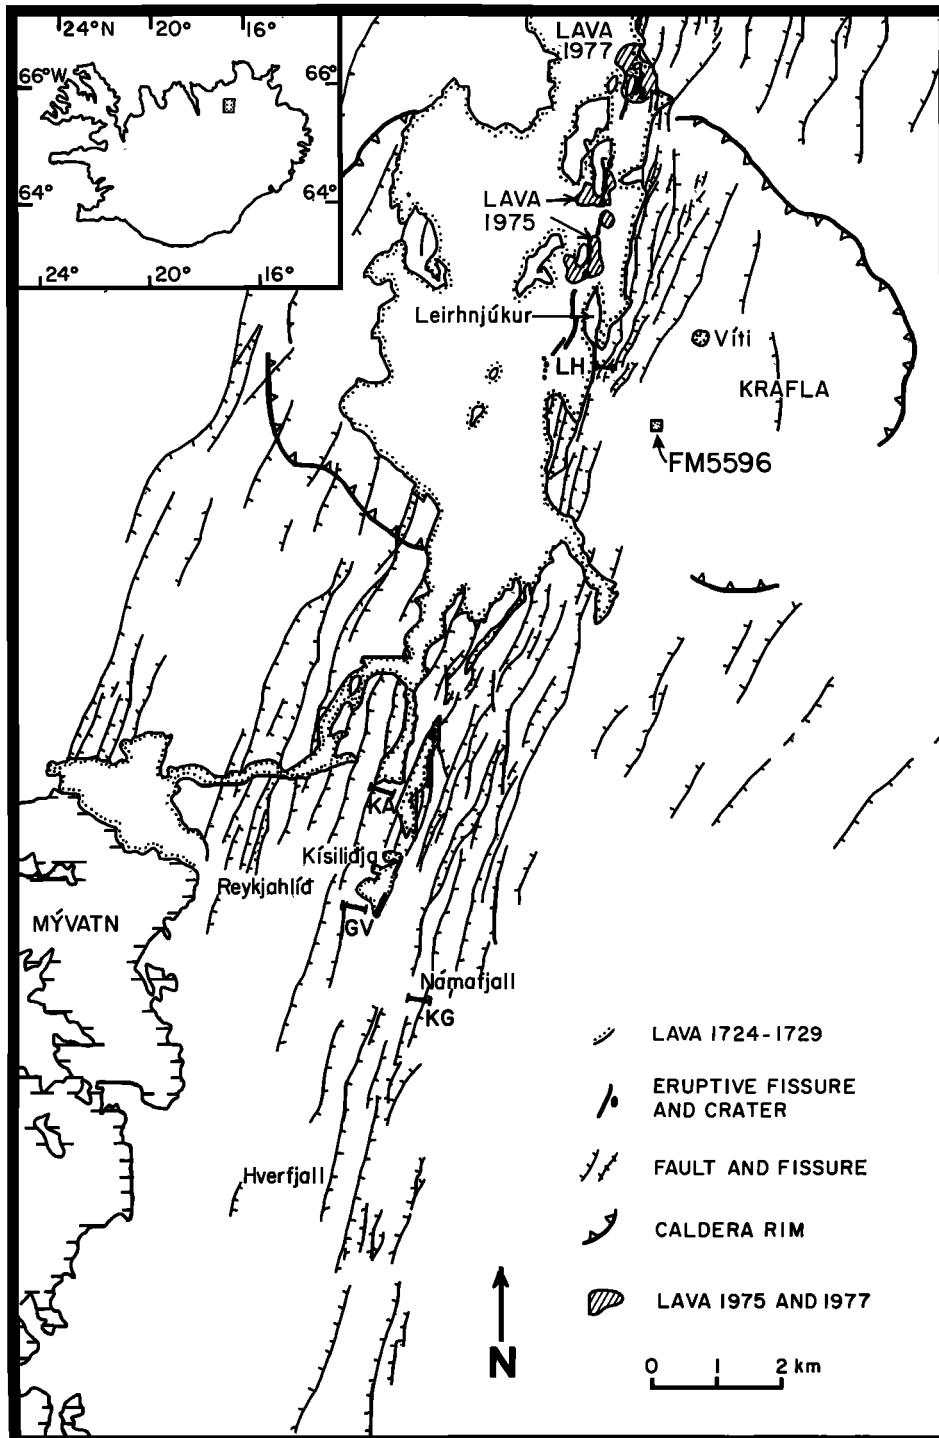 24°N 20° 16°
66°W 66°
64° 64°
24° 20° 16°
LAVA
1977
LAVA
1975
Leirhnjúkur
LH
Víti
KRAFLA
FM5596
KA
Kísilidja
Reykjahlíd
GV
MÝVATN
Námafjall
KG
Hverfjall
LAVA 1724-1729
ERUPTIVE FISSURE
AND CRATER
FAULT AND FISSURE
CALDERA RIM
LAVA 1975 AND 1977
N
0 1 2 km